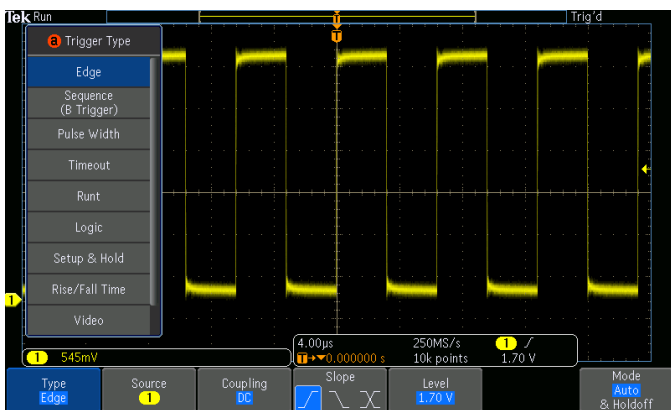 Tek Run
Trig'd
T
T
a Trigger Type
Edge
Sequence
(B Trigger)
Pulse Width
Timeout
Runt
Logic
Setup & Hold
Rise/Fall Time
Video
1
1 545mV
4.00µs
250MS/s
1
T→▼0.000000 s
10k points
1.70 V
Type
Edge
Source
1
Coupling
DC
Slope
Level
1.70 V
Mode
Auto
& Holdoff